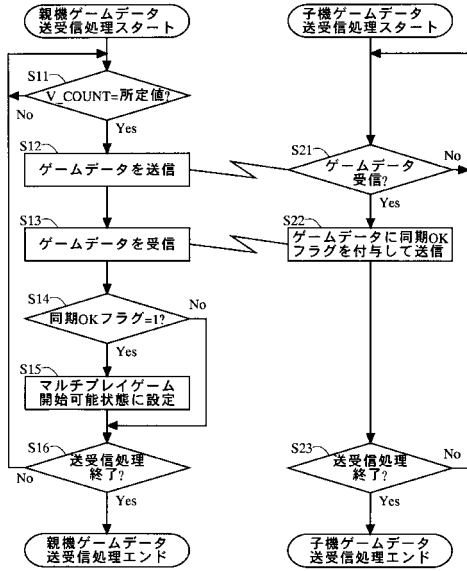 親機ゲームデータ
送受信処理スタート
S11
V_COUNT=所定値?
No
Yes
S12
ゲームデータを送信
S13
ゲームデータを受信
S14
同期OKフラグ=1?
No
Yes
S15
マルチプレイゲーム
開始可能状態に設定
S16
送受信処理
終了?
No
Yes
親機ゲームデータ
送受信処理エンド
子機ゲームデータ
送受信処理スタート
S21
ゲームデータ
受信?
No
Yes
S22
ゲームデータに同期OK
フラグを付与して送信
S23
送受信処理
終了?
No
Yes
子機ゲームデータ
送受信処理エンド